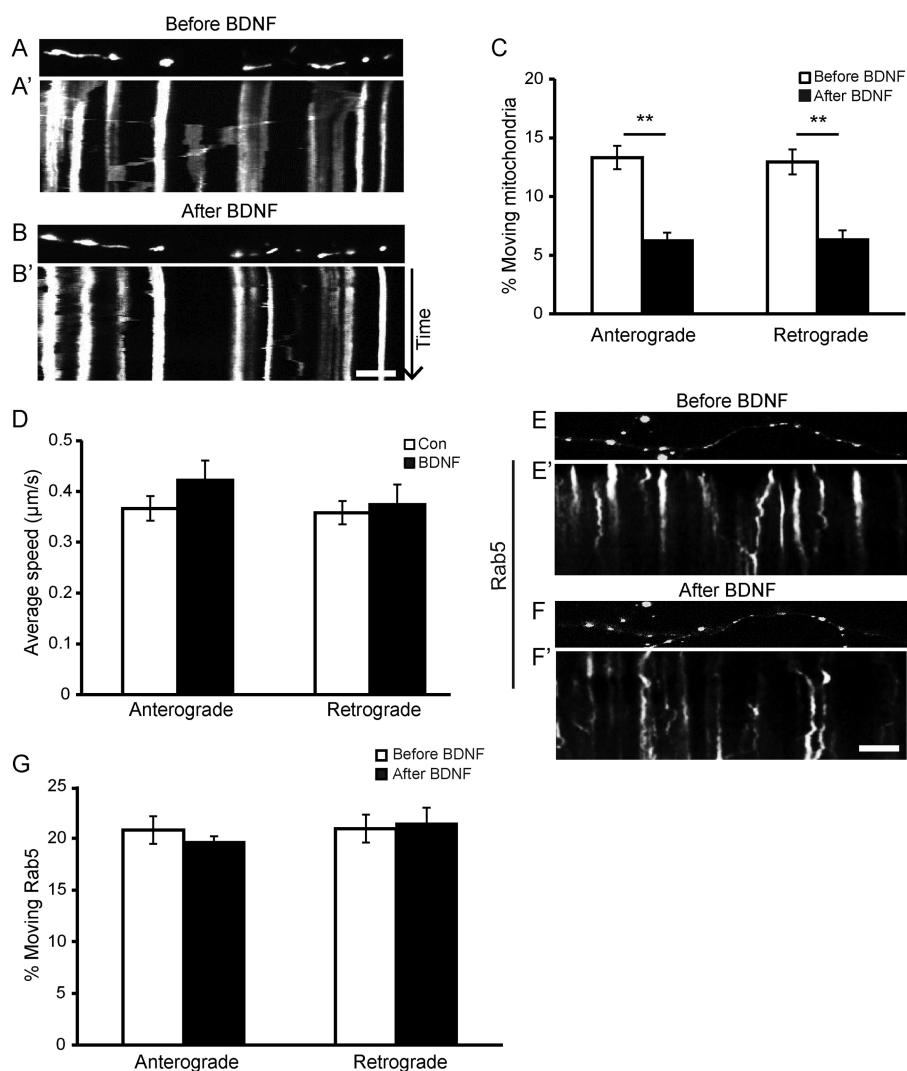 Before BDNF
A
A'
After BDNF
B
B'
Time
C
Before BDNF
After BDNF
20
15
10
5
0
% Moving mitochondria
**
**
Anterograde
Retrograde
D
Con
BDNF
0.5
0.4
0.3
0.2
0.1
0
Average speed (μm/s)
Anterograde
Retrograde
Before BDNF
E
E'
Rab5
After BDNF
F
F'
G
Before BDNF
After BDNF
25
20
15
10
5
0
% Moving Rab5
Anterograde
Retrograde